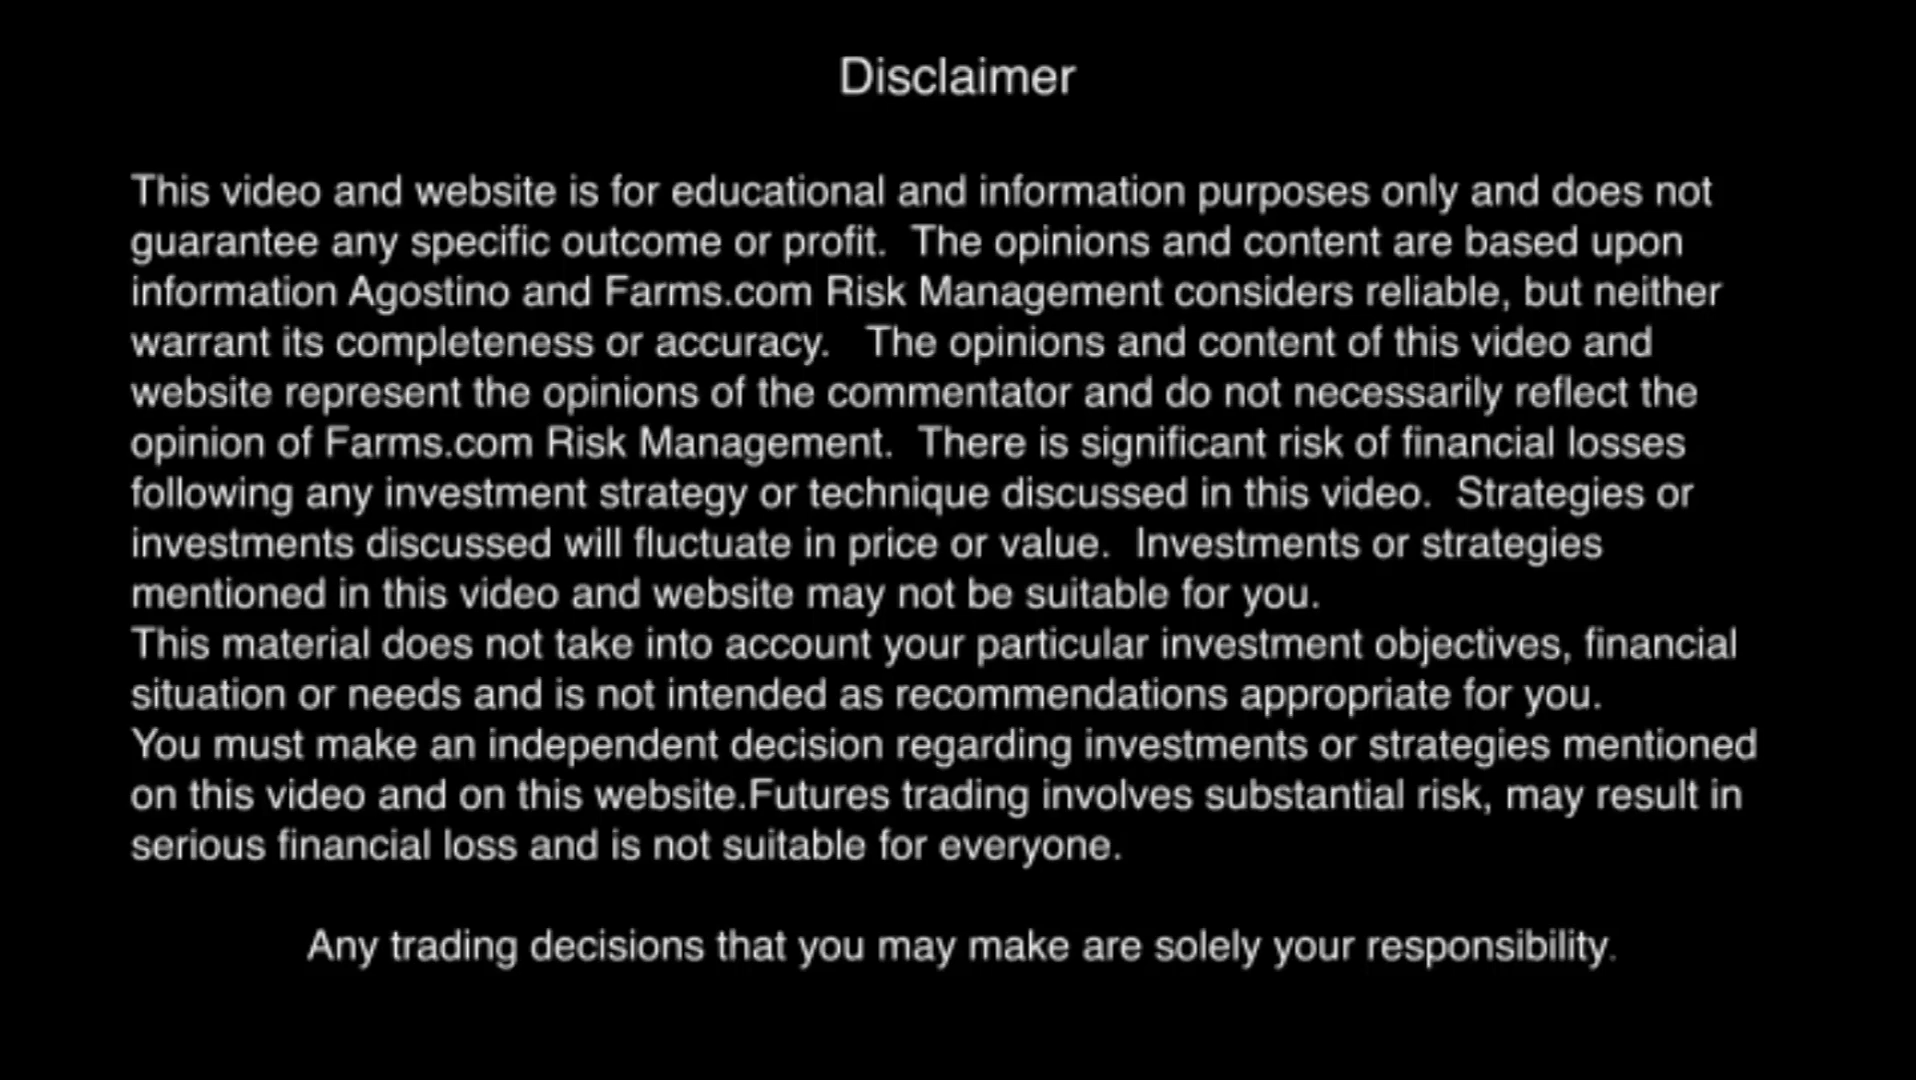 Disclaimer
This video and website is for educational and information purposes only and does not
guarantee any specific outcome or profit.  The opinions and content are based upon
information Agostino and Farms.com Risk Management considers reliable, but neither
warrant its completeness or accuracy.   The opinions and content of this video and
website represent the opinions of the commentator and do not necessarily reflect the
opinion of Farms.com Risk Management.  There is significant risk of financial losses
following any investment strategy or technique discussed in this video.  Strategies or
investments discussed will fluctuate in price or value.  Investments or strategies
mentioned in this video and website may not be suitable for you.
This material does not take into account your particular investment objectives, financial
situation or needs and is not intended as recommendations appropriate for you.
You must make an independent decision regarding investments or strategies mentioned
on this video and on this website.Futures trading involves substantial risk, may result in
serious financial loss and is not suitable for everyone.
Any trading decisions that you may make are solely your responsibility.